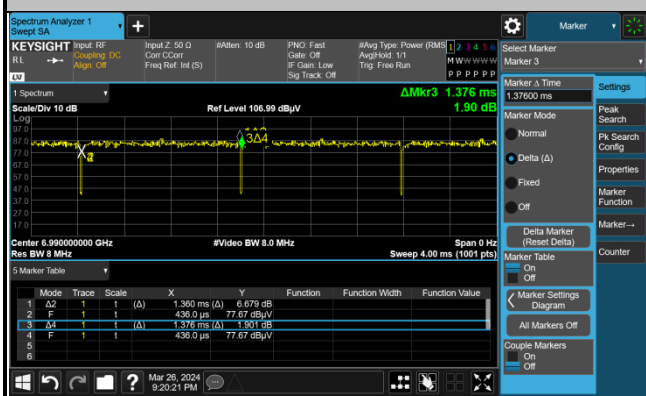 Spectrum Analyzer 1
Swept SA
+
Marker
KEYSIGHT
RL
LXI
Input: RF
Coupling: DC
Align: Off
Input Z: 50 Ω
Corr CCorr
Freq Ref: Int (S)
#Atten: 10 dB
PNO: Fast
Gate: Off
IF Gain: Low
Sig Track: Off
#Avg Type: Power (RMS
Avg|Hold: 1/1
Trig: Free Run
1 2 3 4 5 6
M W W W W W
P P P P P P
Select Marker
Marker 3
1 Spectrum
ΔMkr3 1.376 ms
1.90 dB
Scale/Div 10 dB
Ref Level 106.99 dBµV
Log
97.0
87.0
77.0
67.0
57.0
47.0
37.0
27.0
17.0
3Δ4
Center 6.990000000 GHz
#Video BW 8.0 MHz
Span 0 Hz
Res BW 8 MHz
Sweep 4.00 ms (1001 pts)
5 Marker Table
Mode Trace Scale X Y Function Function Width Function Value
1 Δ2 1 t (Δ) 1.360 ms (Δ) 6.679 dB
2 F 1 t 436.0 µs 77.67 dBµV
3 Δ4 1 t (Δ) 1.376 ms (Δ) 1.901 dB
4 F 1 t 436.0 µs 77.67 dBµV
5
6
Marker Δ Time
1.37600 ms
Marker Mode
Normal
Delta (Δ)
Fixed
Off
Delta Marker
(Reset Delta)
Marker Table
On
Off
Marker Settings
Diagram
All Markers Off
Couple Markers
On
Off
Settings
Peak
Search
Pk Search
Config
Properties
Marker
Function
Marker→
Counter
?
Mar 26, 2024
9:20:21 PM